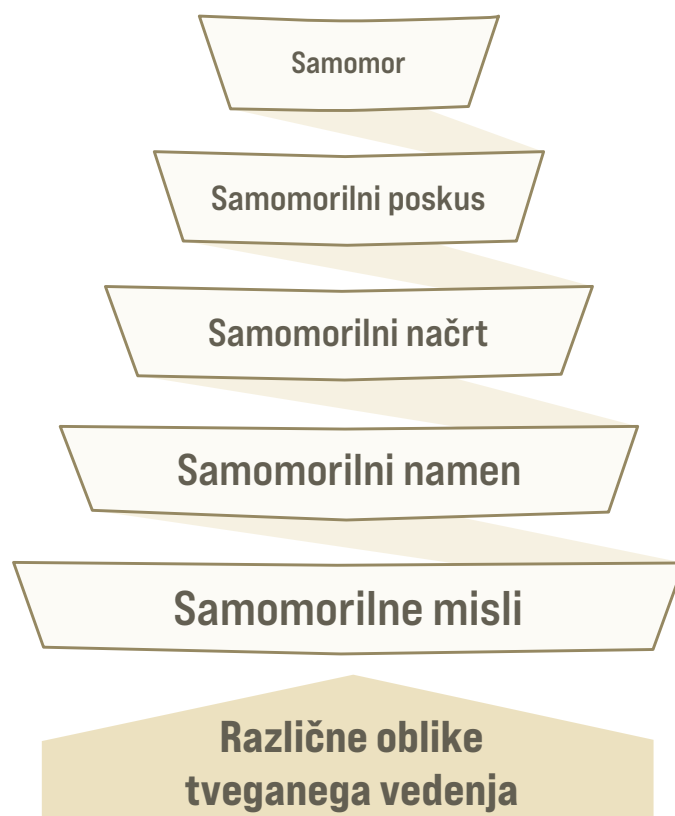 Samomor
Samomorilni poskus
Samomorilni načrt
Samomorilni namen
Samomorilne misli
Različne oblike
tveganega vedenja